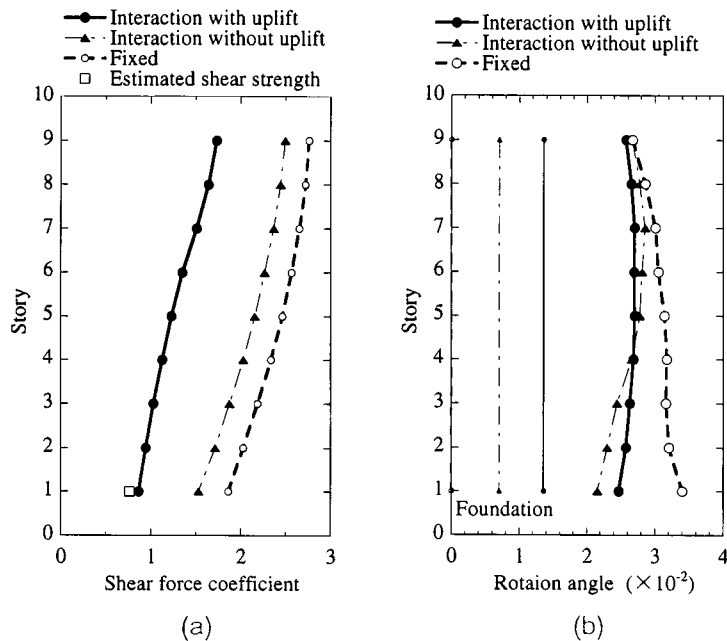 Interaction with uplift
Interaction without uplift
Fixed
Estimated shear strength
10
9
8
7
6
5
4
3
2
1
0
Story
0 1 2 3
Shear force coefficient
(a)
Interaction with uplift
Interaction without uplift
Fixed
10
9
8
7
6
5
4
3
2
1
0
Story
Foundation
0 1 2 3 4
Rotaion angle (×10⁻²)
(b)